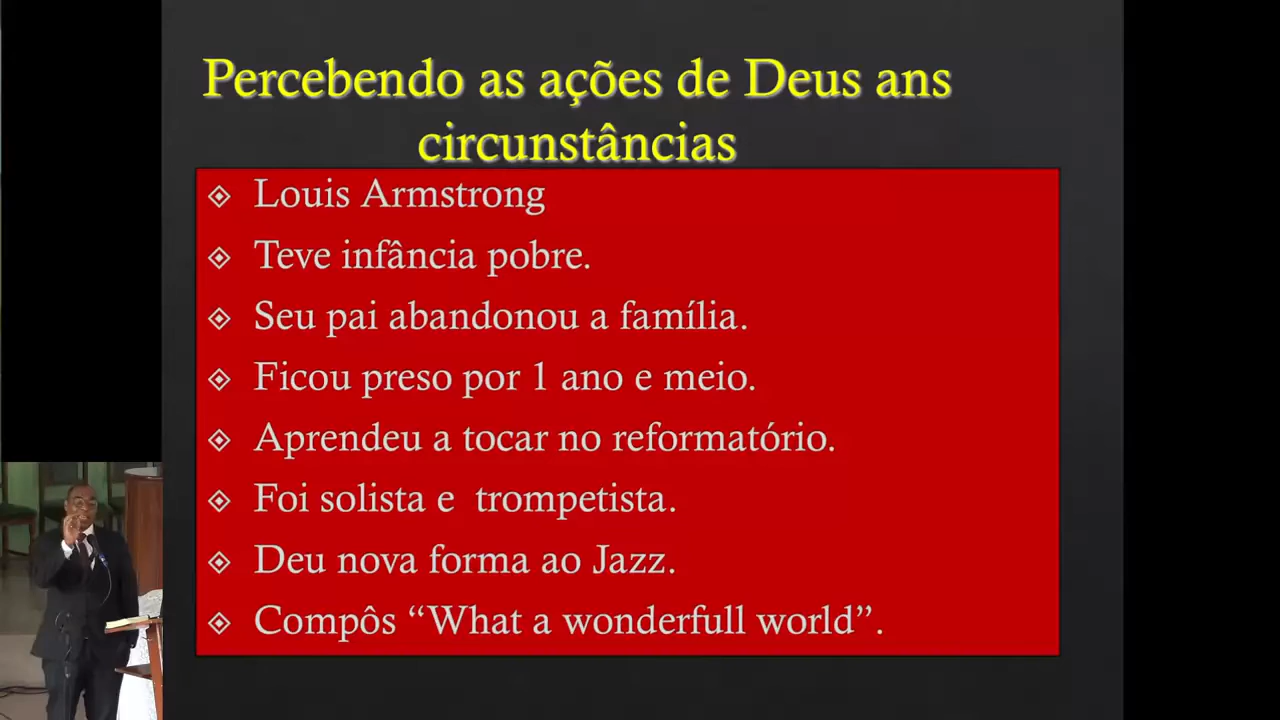 Percebendo as ações de Deus ans
circunstâncias
Louis Armstrong
Teve infância pobre.
Seu pai abandonou a família.
Ficou preso por 1 ano e meio.
Aprendeu a tocar no reformatório.
Foi solista e  trompetista.
Deu nova forma ao Jazz.
Compôs “What a wonderfull world”.